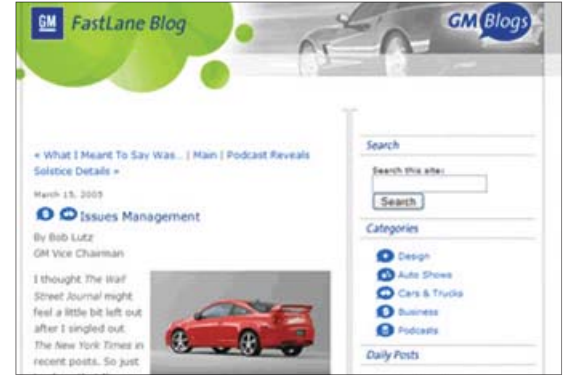 GM FastLane Blog
GM Blogs
« What I Meant To Say Was... | Main | Podcast Reveals
Solstice Details »
March 15, 2005
Issues Management
By Bob Lutz
GM Vice Chairman
I thought The Wall
Street Journal might
feel a little bit left out
after I singled out
The New York Times in
recent posts. So just
Search
Search this site:
Search
Categories
Design
Auto Shows
Cars & Trucks
Business
Podcasts
Daily Posts